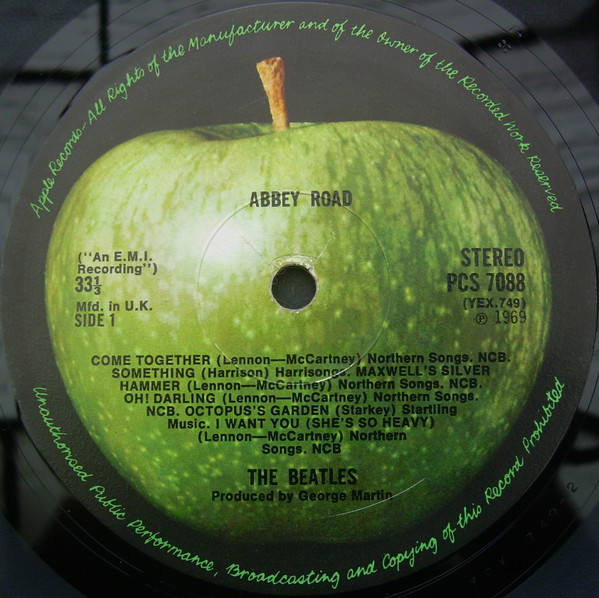 Apple Records-All Rights of the Manufacturer and of the Owner of the Recorded Work Reserved
ABBEY ROAD
("An E.M.I.
Recording")
33⅓
Mfd. in U.K.
SIDE 1
STEREO
PCS 7088
(YEX.749)
℗ 1969
COME TOGETHER (Lennon—McCartney) Northern Songs. NCB.
SOMETHING (Harrison) Harrisongs. MAXWELL'S SILVER
HAMMER (Lennon—McCartney) Northern Songs. NCB.
OH! DARLING (Lennon—McCartney) Northern Songs.
NCB. OCTOPUS'S GARDEN (Starkey) Startling
Music. I WANT YOU (SHE'S SO HEAVY)
(Lennon—McCartney) Northern
Songs. NCB
THE BEATLES
Produced by George Martin
Unauthorised Public Performance, Broadcasting and Copying of this Record Prohibited